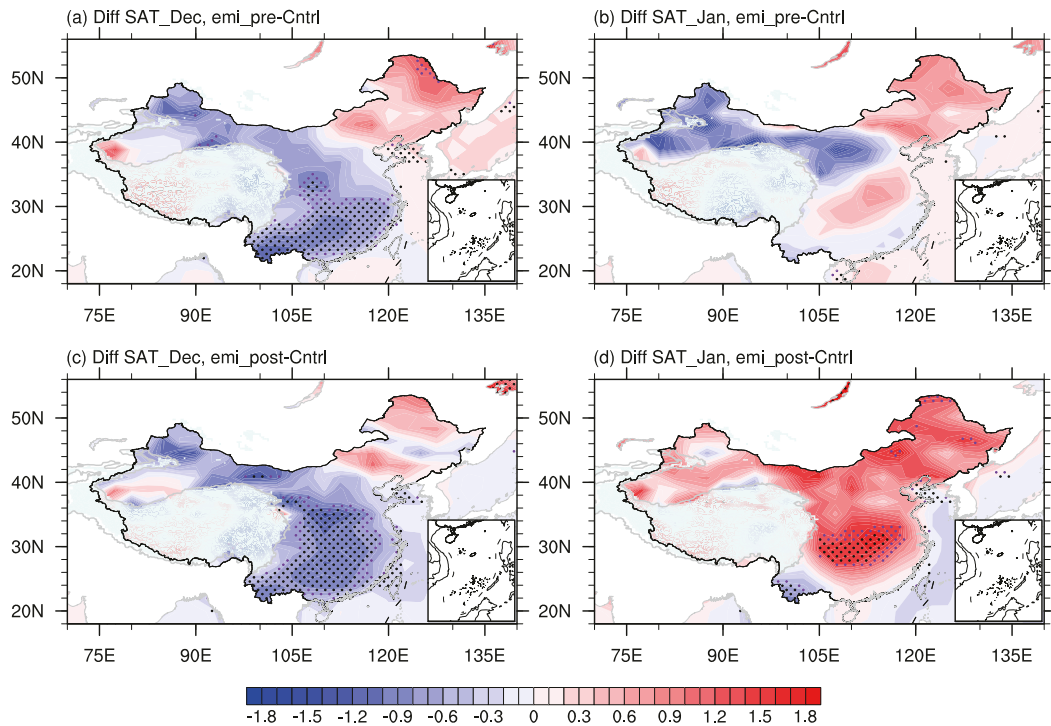 (a) Diff SAT_Dec, emi_pre-Cntrl
(b) Diff SAT_Jan, emi_pre-Cntrl
50N
40N
30N
20N
75E 90E 105E 120E 135E
50N
40N
30N
20N
75E 90E 105E 120E 135E
(c) Diff SAT_Dec, emi_post-Cntrl
(d) Diff SAT_Jan, emi_post-Cntrl
50N
40N
30N
20N
75E 90E 105E 120E 135E
50N
40N
30N
20N
75E 90E 105E 120E 135E
-1.8 -1.5 -1.2 -0.9 -0.6 -0.3 0 0.3 0.6 0.9 1.2 1.5 1.8